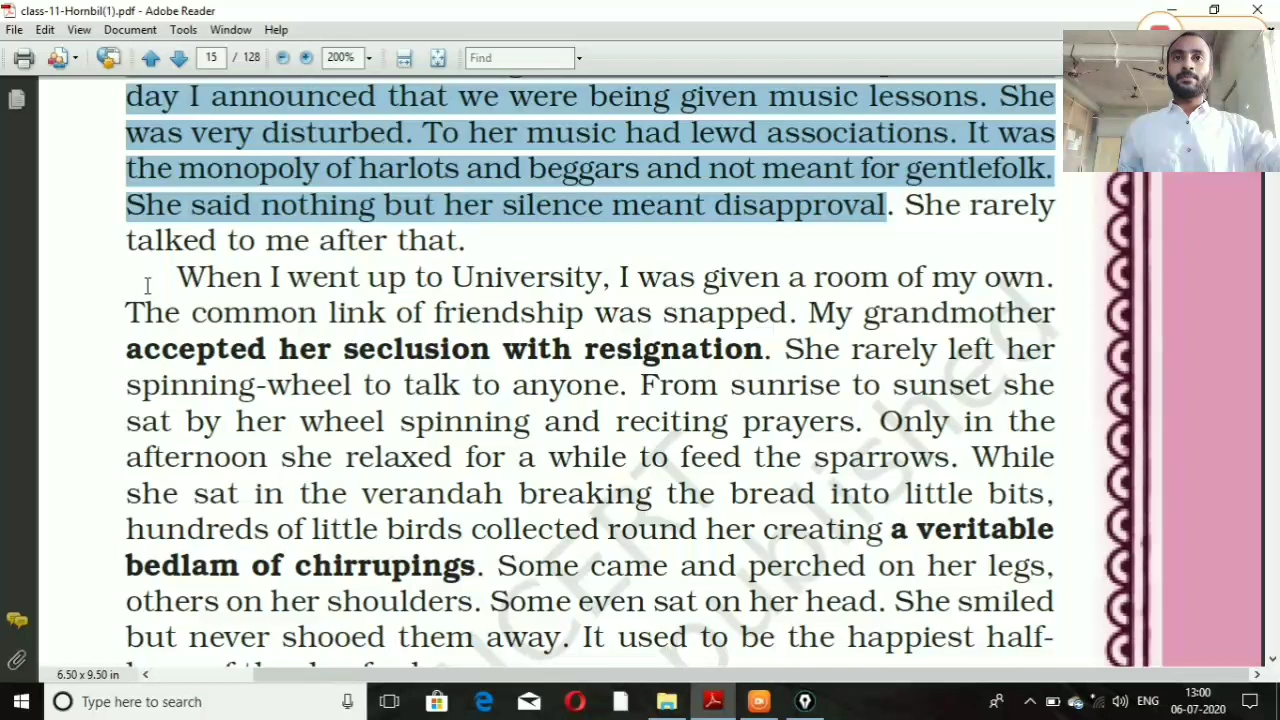 class-11-Hornbil(1).pdf - Adobe Reader
File Edit View Document Tools Window Help
15 / 128 200% Find
day I announced that we were being given music lessons. She
was very disturbed. To her music had lewd associations. It was
the monopoly of harlots and beggars and not meant for gentlefolk.
She said nothing but her silence meant disapproval. She rarely
talked to me after that.
When I went up to University, I was given a room of my own.
The common link of friendship was snapped. My grandmother
accepted her seclusion with resignation. She rarely left her
spinning-wheel to talk to anyone. From sunrise to sunset she
sat by her wheel spinning and reciting prayers. Only in the
afternoon she relaxed for a while to feed the sparrows. While
she sat in the verandah breaking the bread into little bits,
hundreds of little birds collected round her creating a veritable
bedlam of chirrupings. Some came and perched on her legs,
others on her shoulders. Some even sat on her head. She smiled
but never shooed them away. It used to be the happiest half-
NCERT
published
6.50 x 9.50 in
Type here to search
ENG
13:00
06-07-2020